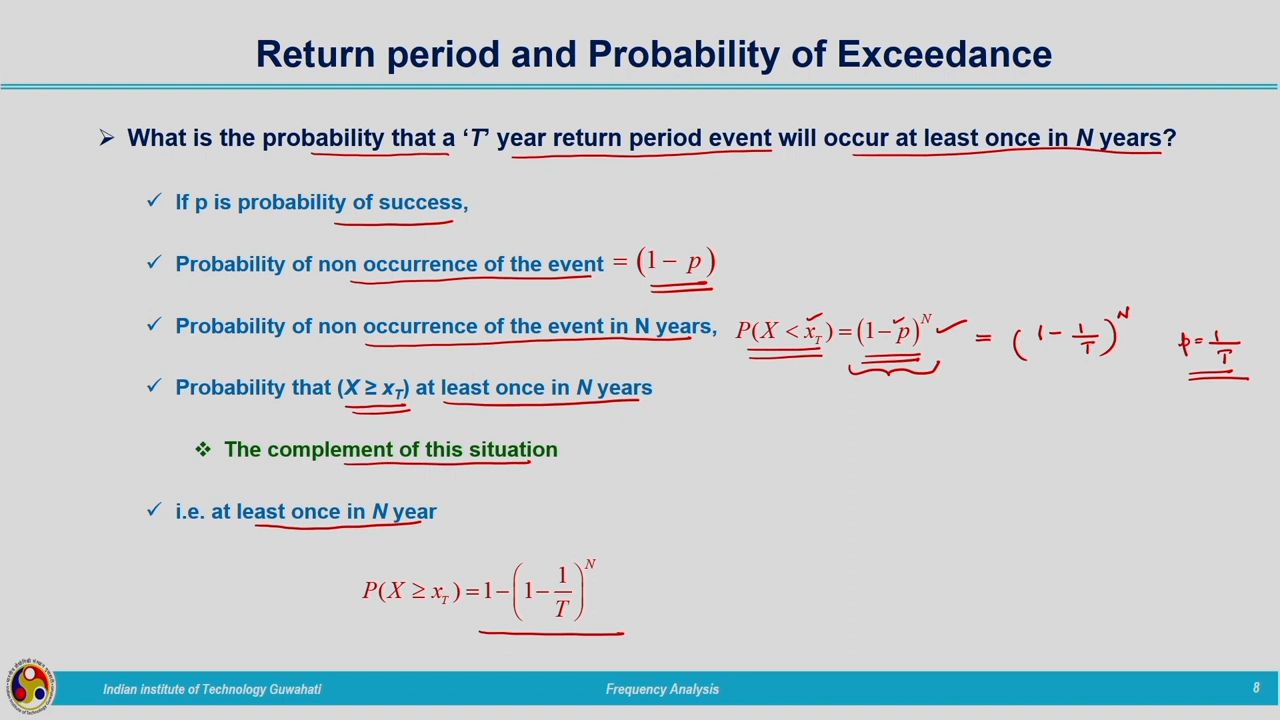 Return period and Probability of Exceedance
➢ What is the probability that a ‘T’ year return period event will occur at least once in N years?
✓ If p is probability of success,
✓ Probability of non occurrence of the event = (1 − p)
✓ Probability of non occurrence of the event in N years, P(X < x_T) = (1 − p)^N = (1 − 1/T)^N p = 1/T
✓ Probability that (X ≥ x_T) at least once in N years
❖ The complement of this situation
✓ i.e. at least once in N year
P(X ≥ x_T) = 1 − (1 − 1/T)^N
Indian institute of Technology Guwahati Frequency Analysis 8